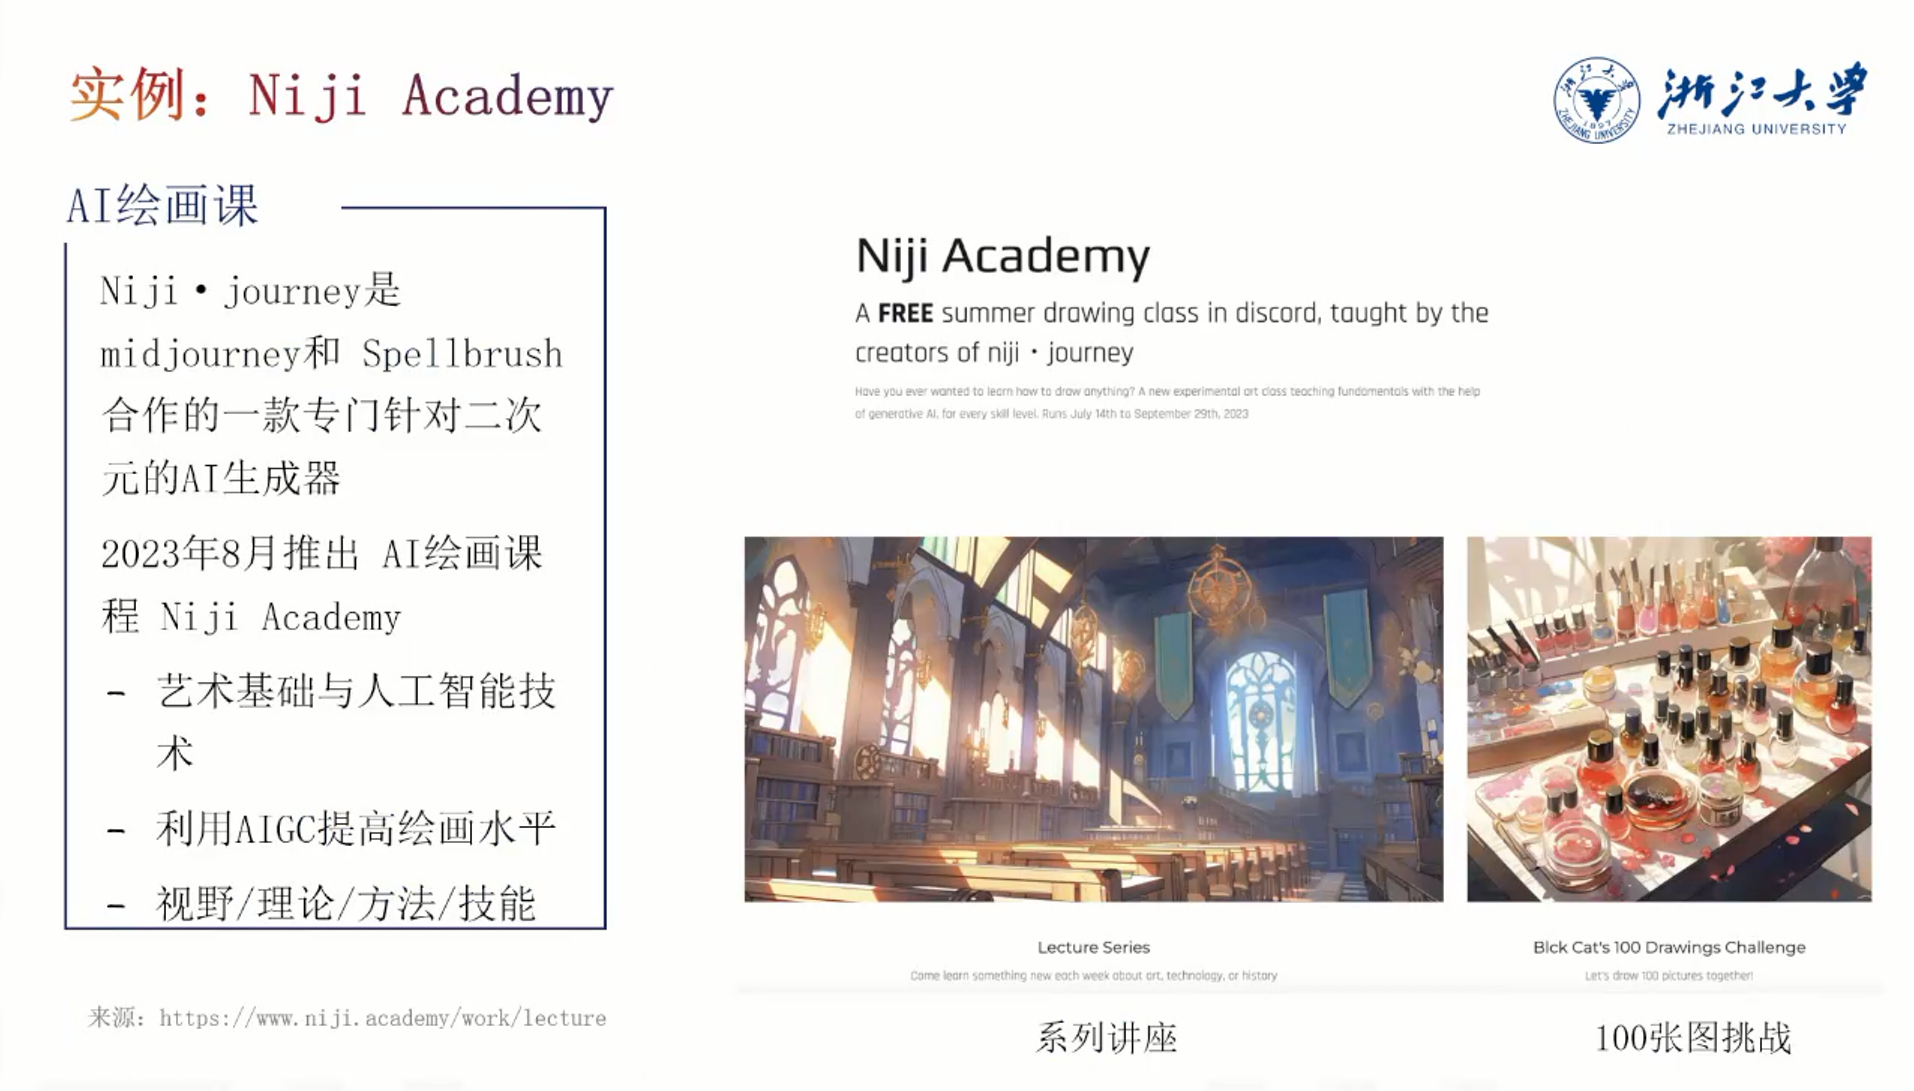 实例：Niji Academy
浙江大学
ZHEJIANG UNIVERSITY
浙江大学
1897
ZHEJIANG UNIVERSITY
AI绘画课
Niji·journey是
midjourney和 Spellbrush
合作的一款专门针对二次
元的AI生成器
2023年8月推出 AI绘画课
程 Niji Academy
- 艺术基础与人工智能技
术
- 利用AIGC提高绘画水平
- 视野/理论/方法/技能
来源：https://www.niji.academy/work/lecture
Niji Academy
A FREE summer drawing class in discord, taught by the
creators of niji・journey
Have you ever wanted to learn how to draw anything? A new experimental art class teaching fundamentals with the help
of generative AI, for every skill level. Runs July 14th to September 29th, 2023
Lecture Series
Come learn something new each week about art, technology, or history
系列讲座
Blck Cat's 100 Drawings Challenge
Let's draw 100 pictures together!
100张图挑战